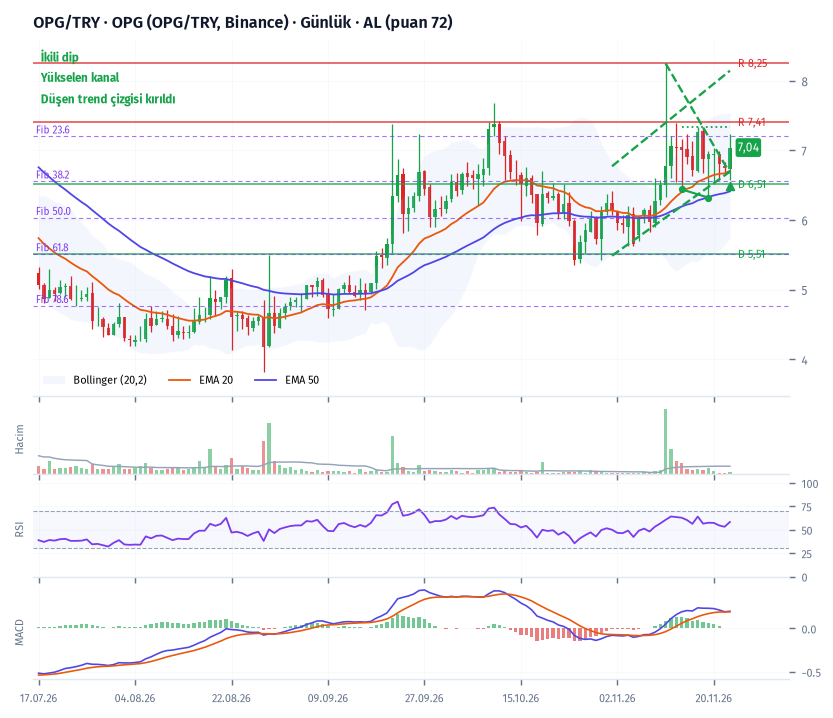 OPG/TRY · OPG (OPG/TRY, Binance) · Günlük · AL (puan 72)
İkili dip
Yükselen kanal
Düşen trend çizgisi kırıldı
R 8,25
8
R 7,41
Fib 23.6
7,04
7
Fib 38.2
D 6,51
Fib 50.0
6
Fib 61.8
D 5,51
5
Fib 78.6
4
Bollinger (20,2)
EMA 20
EMA 50
Hacim
RSI
100
75
50
25
0
MACD
0.0
−0.5
17.07.26
04.08.26
22.08.26
09.09.26
27.09.26
15.10.26
02.11.26
20.11.26